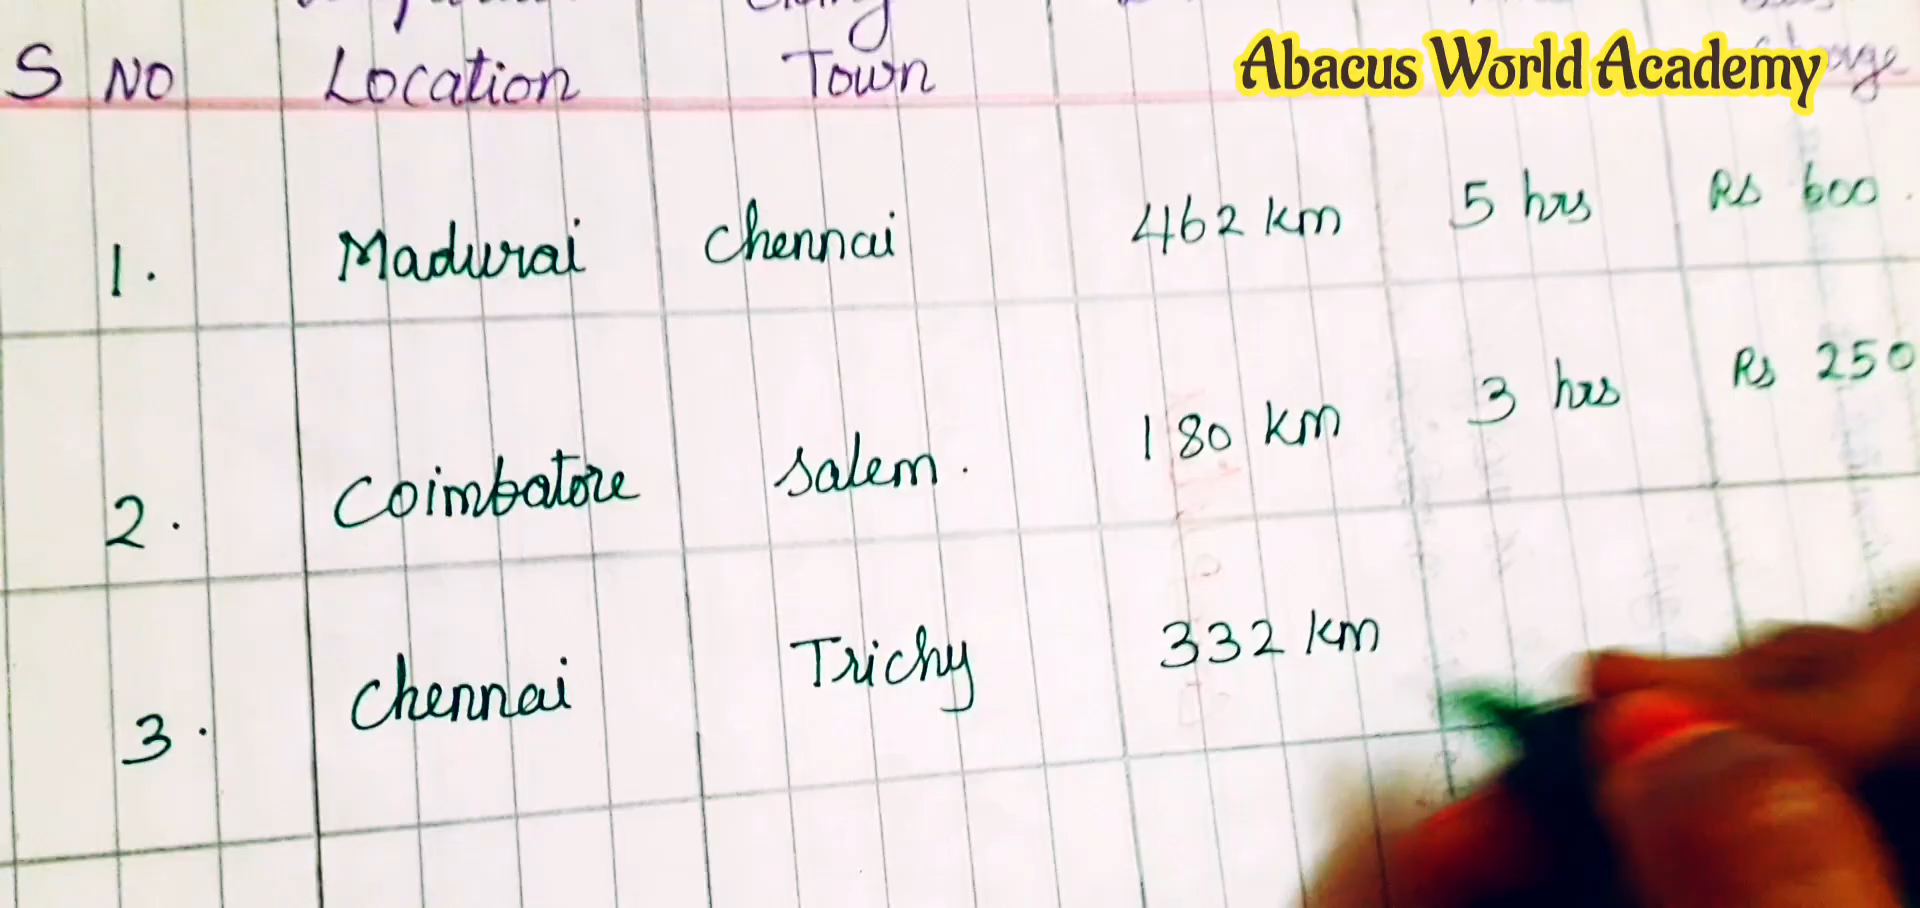 S NO Location Town
Abacus World Academy
1. Madurai Chennai 462 km 5 hrs Rs 600.
2. Coimbatore Salem. 180 km 3 hrs Rs 250
3. Chennai Trichy 332 km